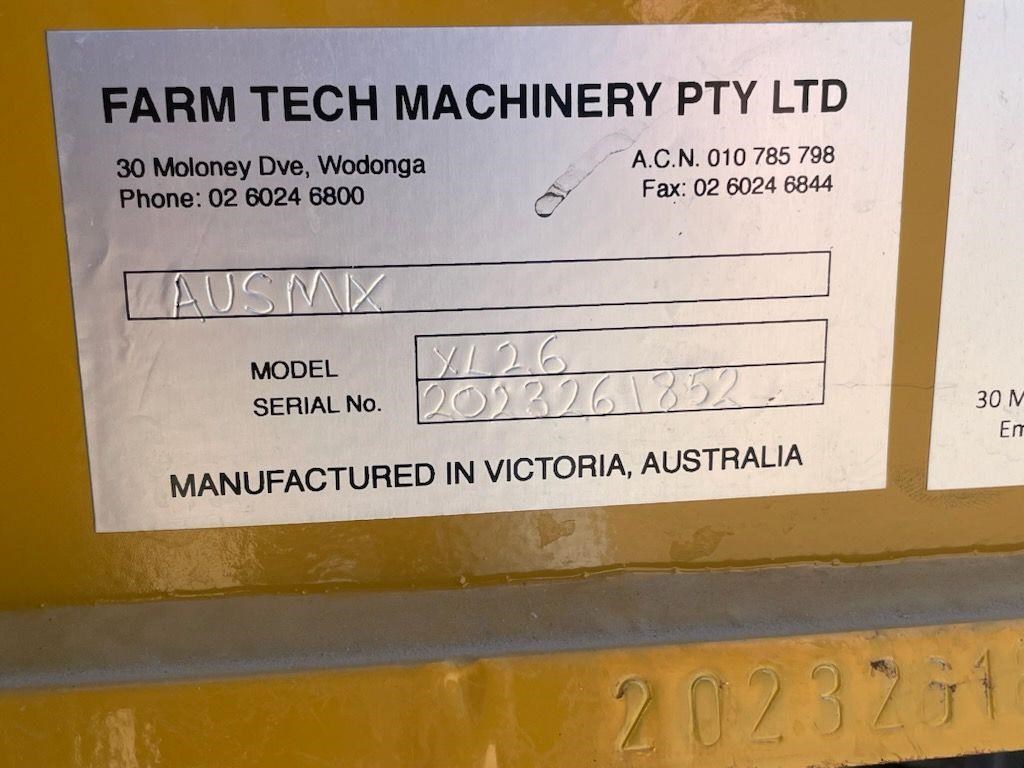 FARM TECH MACHINERY PTY LTD
30 Moloney Dve, Wodonga
Phone: 02 6024 6800
A.C.N. 010 785 798
Fax: 02 6024 6844
AUSMIX
MODEL XL26
SERIAL No. 2023261852
MANUFACTURED IN VICTORIA, AUSTRALIA
30 M
Em
20232618